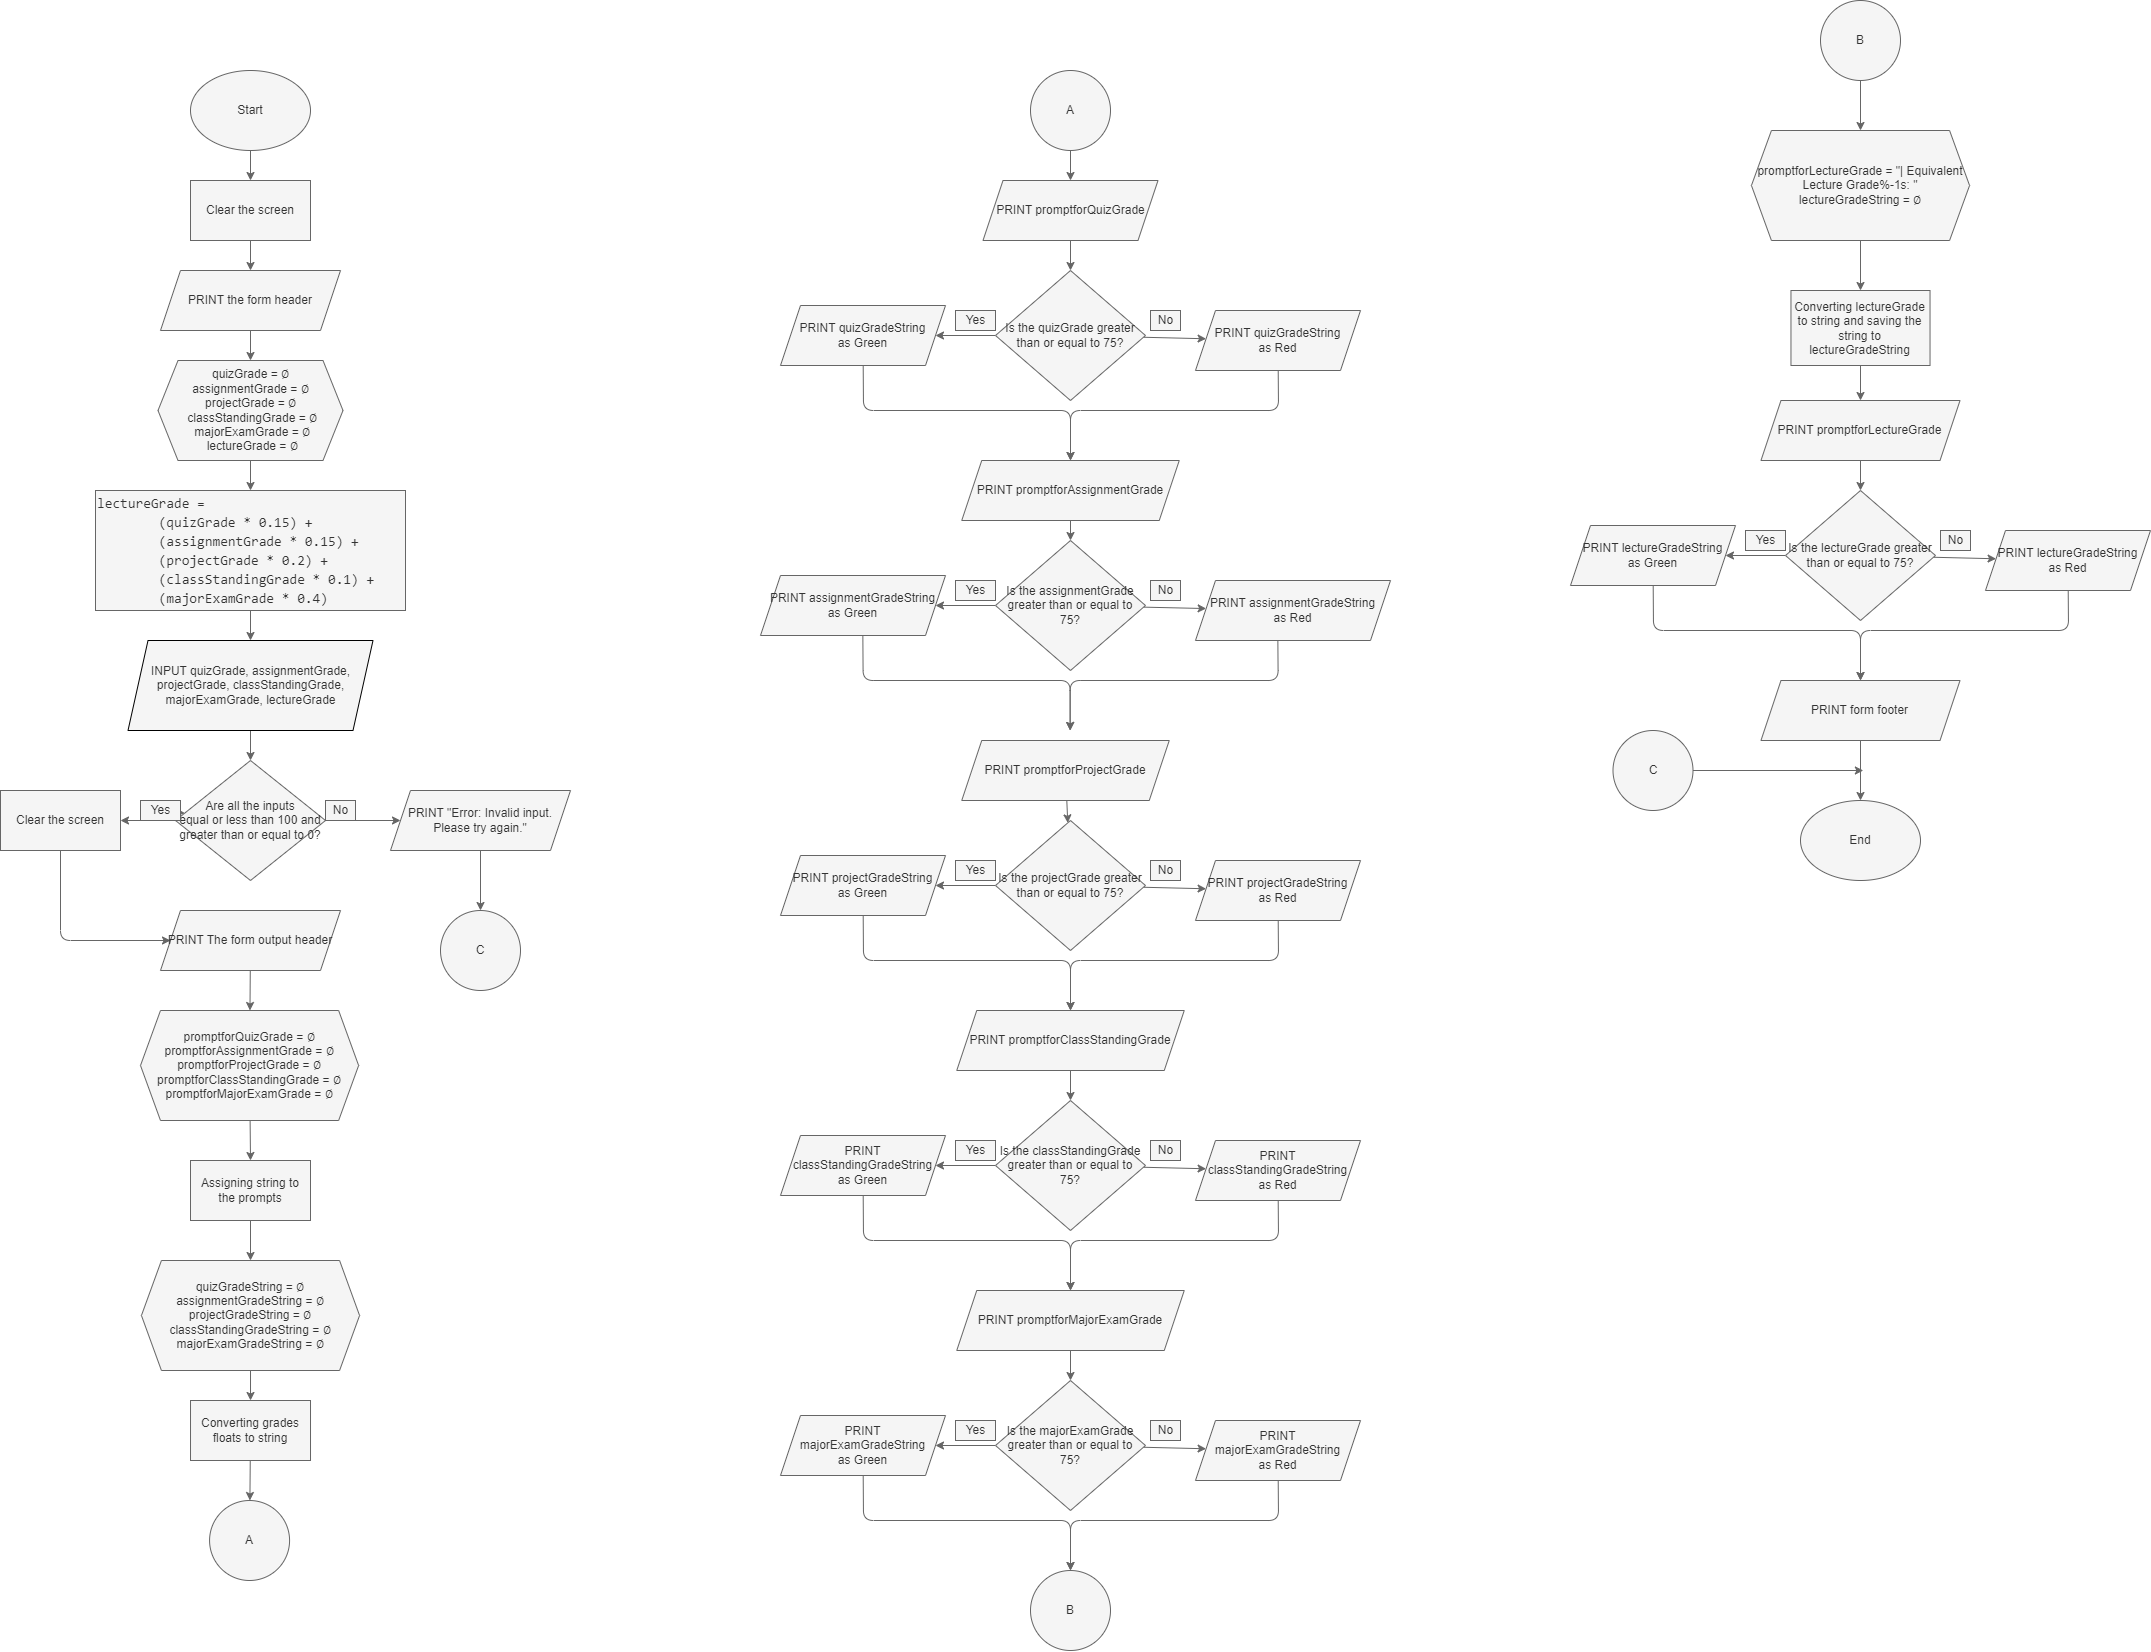 Start
Clear the screen
PRINT the form header
quizGrade = ∅
assignmentGrade = ∅
projectGrade = ∅
classStandingGrade = ∅
majorExamGrade = ∅
lectureGrade = ∅
lectureGrade =
(quizGrade * 0.15) +
(assignmentGrade * 0.15) +
(projectGrade * 0.2) +
(classStandingGrade * 0.1) +
(majorExamGrade * 0.4)
INPUT quizGrade, assignmentGrade,
projectGrade, classStandingGrade,
majorExamGrade, lectureGrade
Are all the inputs
equal or less than 100 and
greater than or equal to 0?
Yes
No
Clear the screen
PRINT "Error: Invalid input.
Please try again."
C
PRINT The form output header
promptforQuizGrade = ∅
promptforAssignmentGrade = ∅
promptforProjectGrade = ∅
promptforClassStandingGrade = ∅
promptforMajorExamGrade = ∅
Assigning string to
the prompts
quizGradeString = ∅
assignmentGradeString = ∅
projectGradeString = ∅
classStandingGradeString = ∅
majorExamGradeString = ∅
Converting grades
floats to string
A
A
PRINT promptforQuizGrade
Is the quizGrade greater
than or equal to 75?
Yes
No
PRINT quizGradeString
as Green
PRINT quizGradeString
as Red
PRINT promptforAssignmentGrade
Is the assignmentGrade
greater than or equal to
75?
Yes
No
PRINT assignmentGradeString
as Green
PRINT assignmentGradeString
as Red
PRINT promptforProjectGrade
Is the projectGrade greater
than or equal to 75?
Yes
No
PRINT projectGradeString
as Green
PRINT projectGradeString
as Red
PRINT promptforClassStandingGrade
Is the classStandingGrade
greater than or equal to
75?
Yes
No
PRINT
classStandingGradeString
as Green
PRINT
classStandingGradeString
as Red
PRINT promptforMajorExamGrade
Is the majorExamGrade
greater than or equal to
75?
Yes
No
PRINT
majorExamGradeString
as Green
PRINT
majorExamGradeString
as Red
B
B
promptforLectureGrade = "| Equivalent
Lecture Grade%-1s: "
lectureGradeString = ∅
Converting lectureGrade
to string and saving the
string to
lectureGradeString
PRINT promptforLectureGrade
Is the lectureGrade greater
than or equal to 75?
Yes
No
PRINT lectureGradeString
as Green
PRINT lectureGradeString
as Red
PRINT form footer
C
End